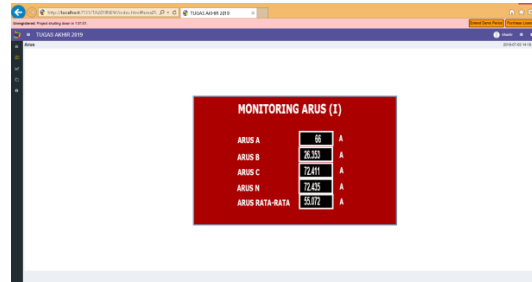 TUGAS AKHIR 2019
TUGAS AKHIR 2019
Arus
MONITORING ARUS (I)
ARUS A 66 A
ARUS B 26.353 A
ARUS C 72.411 A
ARUS N 72.435 A
ARUS RATA-RATA 55.072 A